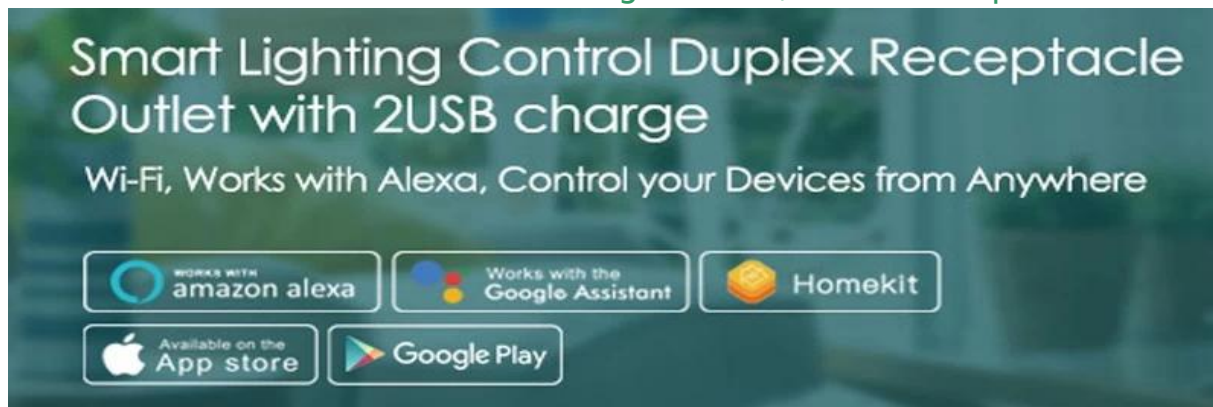 Smart Lighting Control Duplex Receptacle
Outlet with 2USB charge
Wi-Fi, Works with Alexa, Control your Devices from Anywhere
WORKS WITH
amazon alexa
Works with the
Google Assistant
Homekit
Available on the
App store
Google Play